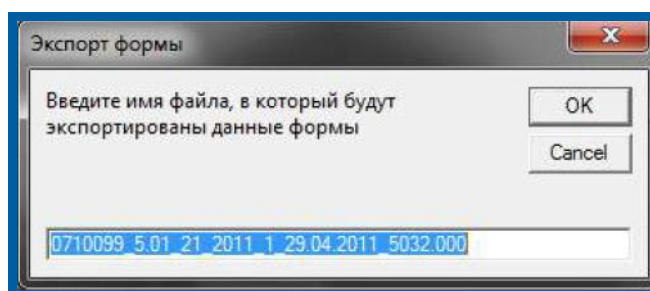 Экспорт формы
Введите имя файла, в который будут
экспортированы данные формы
OK
Cancel
0710099_5.01_21_2011_1_29.04.2011_5032.000